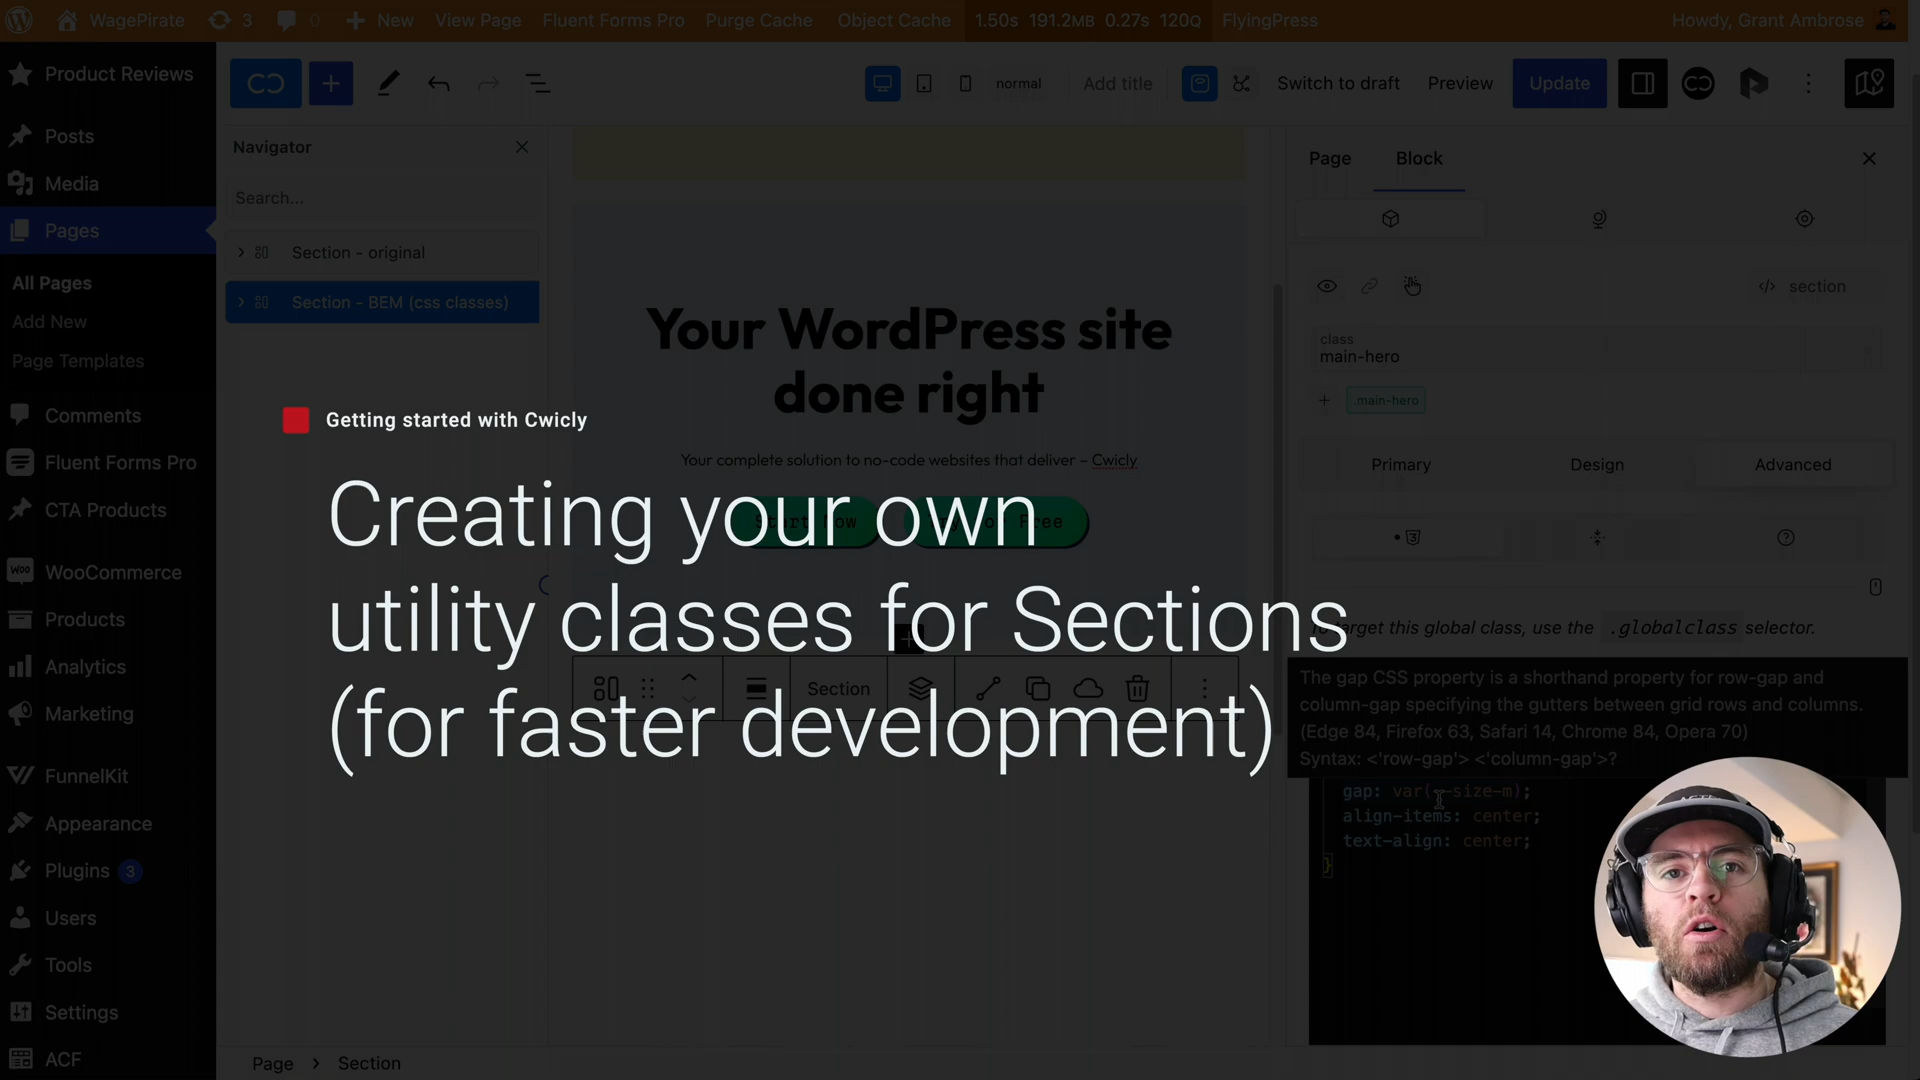 WagePirate
3
0
New
View Page
Fluent Forms Pro
Purge Cache
Object Cache
1.50s 191.2MB 0.27s 120Q
FlyingPress
Howdy, Grant Ambrose
Product Reviews
Posts
Media
Pages
All Pages
Add New
Page Templates
Comments
Fluent Forms Pro
CTA Products
WooCommerce
Products
Analytics
Marketing
FunnelKit
Appearance
Plugins 3
Users
Tools
Settings
ACF
normal
Add title
Switch to draft
Preview
Update
Navigator
Search...
Section - original
Section - BEM (css classes)
Your WordPress site
done right
Your complete solution to no-code websites that deliver – Cwicly
Getting started with Cwicly
Creating your own
utility classes for Sections
(for faster development)
Section
Page
Block
section
class
main-hero
.main-hero
Primary
Design
Advanced
target this global class, use the .globalclass selector.
The gap CSS property is a shorthand property for row-gap and
column-gap specifying the gutters between grid rows and columns.
(Edge 84, Firefox 63, Safari 14, Chrome 84, Opera 70)
Syntax: <'row-gap'> <'column-gap'>?
gap: var(--size-m);
align-items: center;
text-align: center;
}
Page > Section